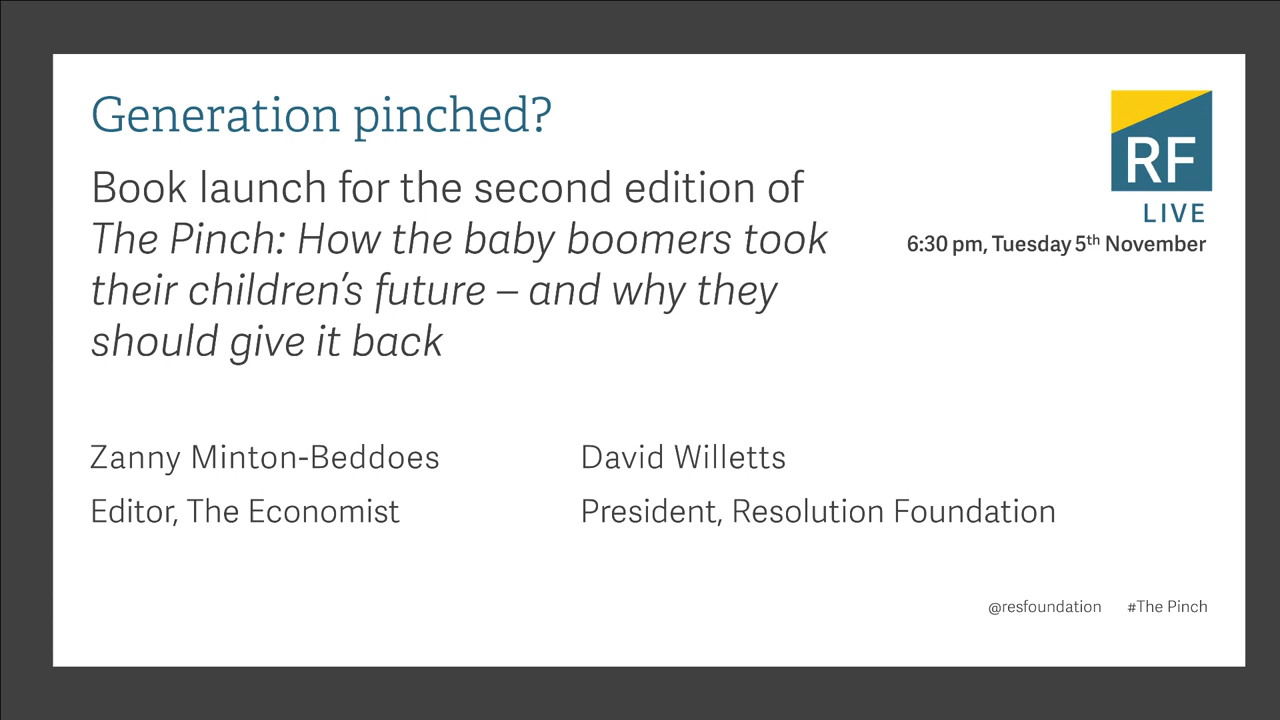 Generation pinched?
Book launch for the second edition of
The Pinch: How the baby boomers took
their children’s future – and why they
should give it back
RF
LIVE
6:30 pm, Tuesday 5th November
Zanny Minton-Beddoes
Editor, The Economist
David Willetts
President, Resolution Foundation
@resfoundation #The Pinch